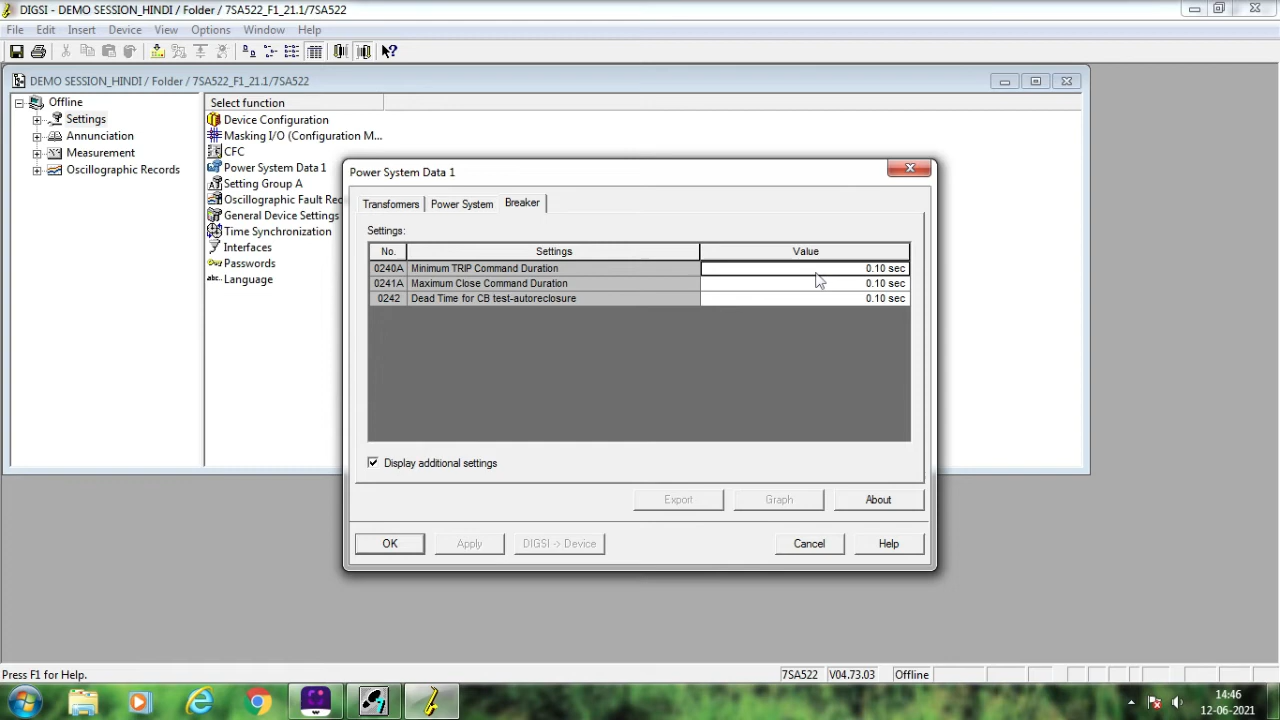 DIGSI - DEMO SESSION_HINDI / Folder / 7SA522_F1_21.1/7SA522
File Edit Insert Device View Options Window Help
DEMO SESSION_HINDI / Folder / 7SA522_F1_21.1/7SA522
Offline
Settings
Annunciation
Measurement
Oscillographic Records
Select function
Device Configuration
Masking I/O (Configuration M...
CFC
Power System Data 1
Setting Group A
Oscillographic Fault Rec
General Device Settings
Time Synchronization
Interfaces
Passwords
Language
Power System Data 1
Transformers Power System Breaker
Settings:
No. Settings Value
0240A Minimum TRIP Command Duration 0.10 sec
0241A Maximum Close Command Duration 0.10 sec
0242 Dead Time for CB test-autoreclosure 0.10 sec
Display additional settings
Export Graph About
OK Apply DIGSI -> Device Cancel Help
Press F1 for Help. 7SA522 V04.73.03 Offline
14:46
12-06-2021